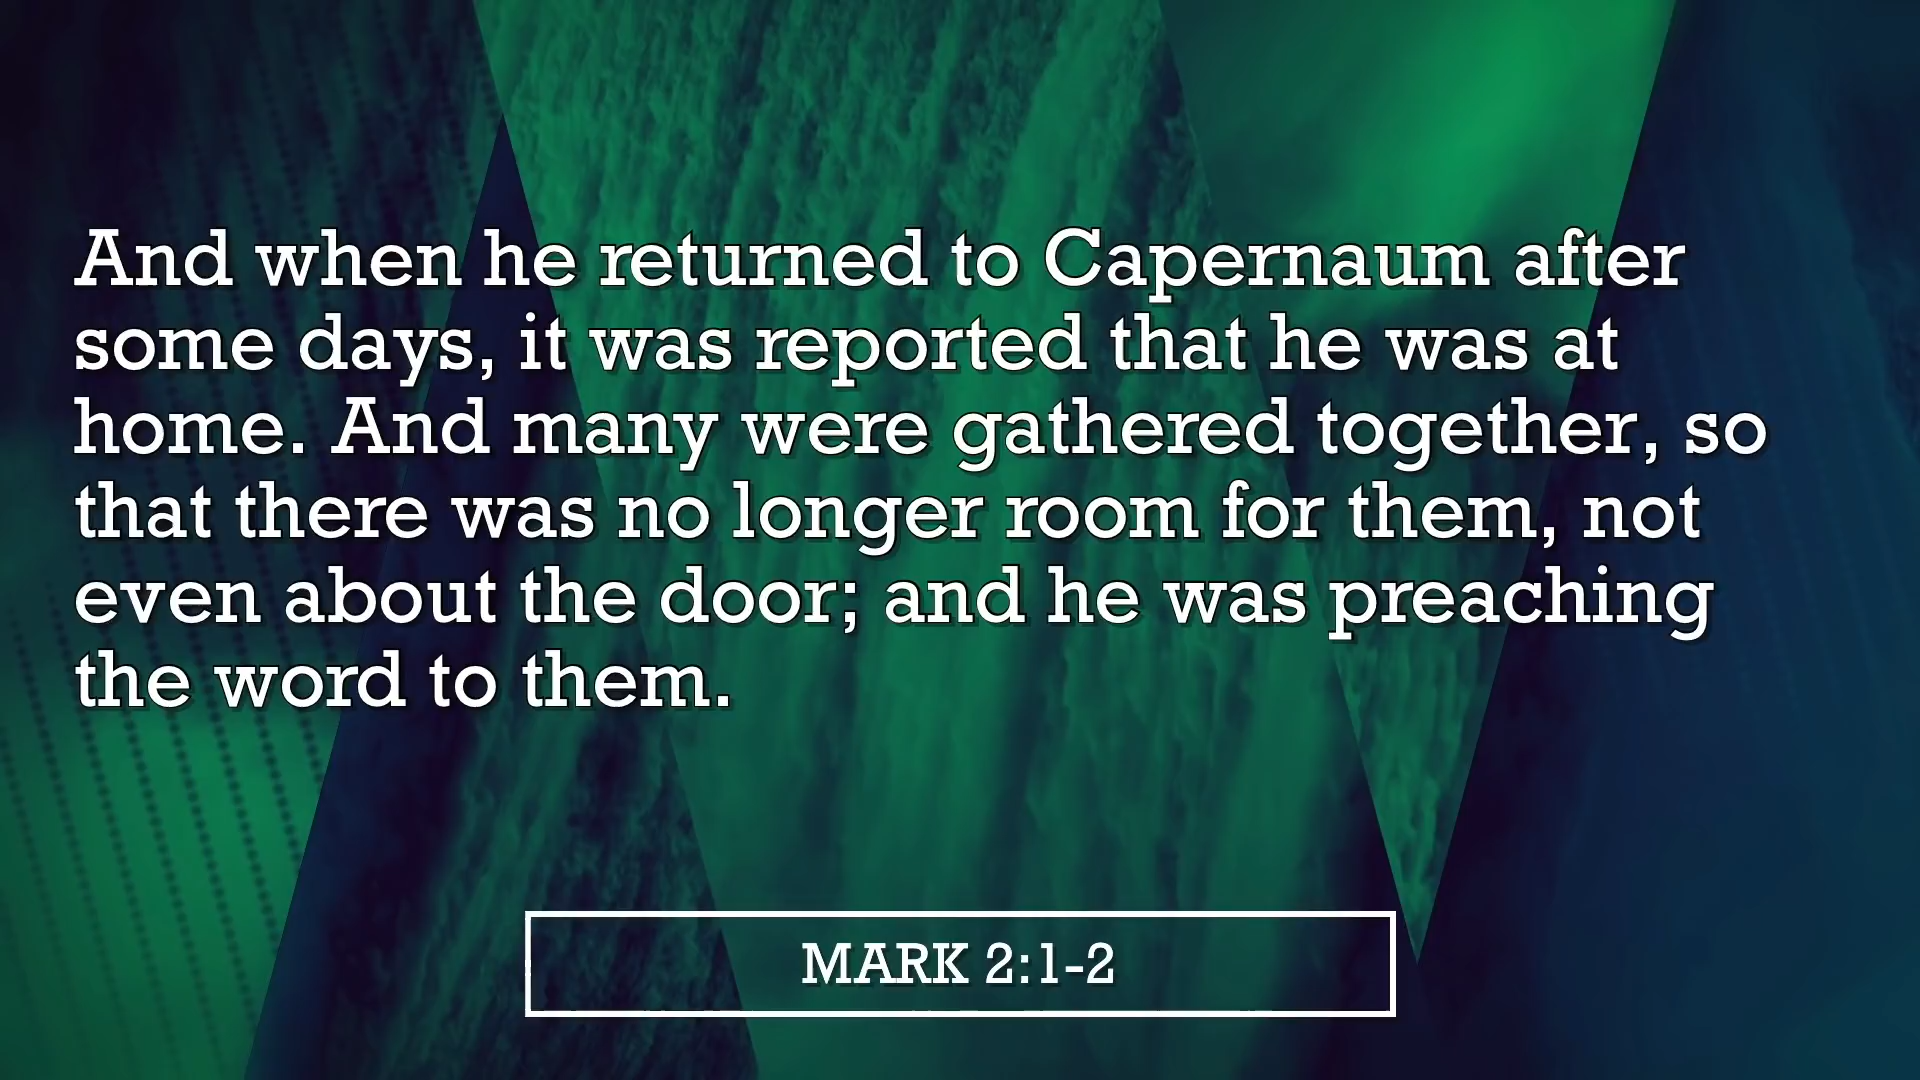 And when he returned to Capernaum after
some days, it was reported that he was at
home. And many were gathered together, so
that there was no longer room for them, not
even about the door; and he was preaching
the word to them.
MARK 2:1-2